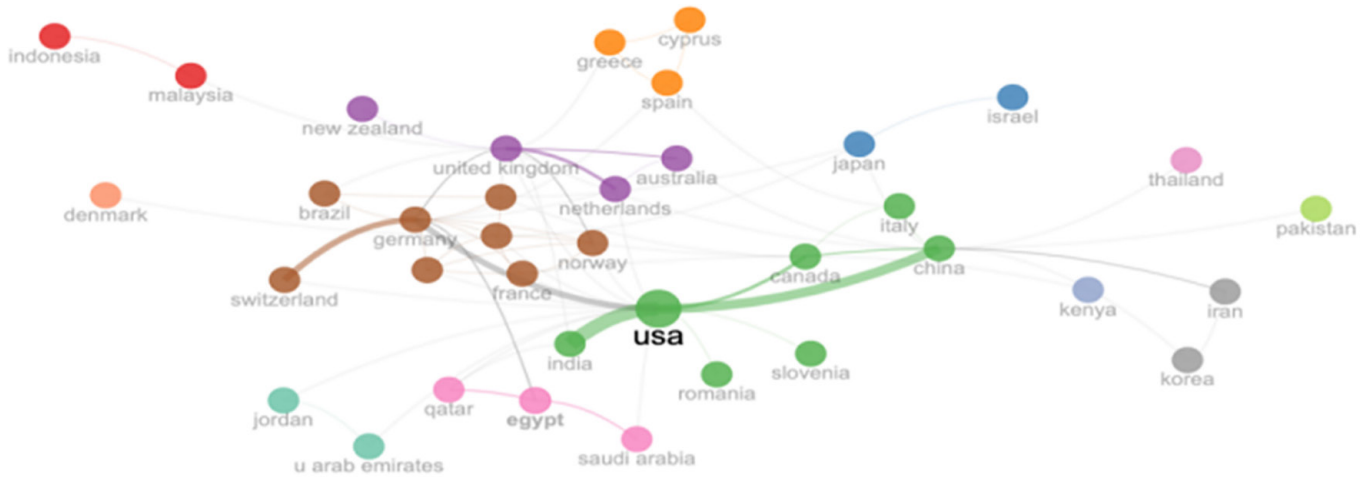 cyprus
indonesia
greece
malaysia
spain
israel
new zealand
united kingdom
japan
australia
thailand
denmark
brazil
netherlands
italy
pakistan
germany
norway
canada
china
switzerland
france
kenya
iran
usa
india
slovenia
korea
romania
jordan
qatar
egypt
u arab emirates
saudi arabia